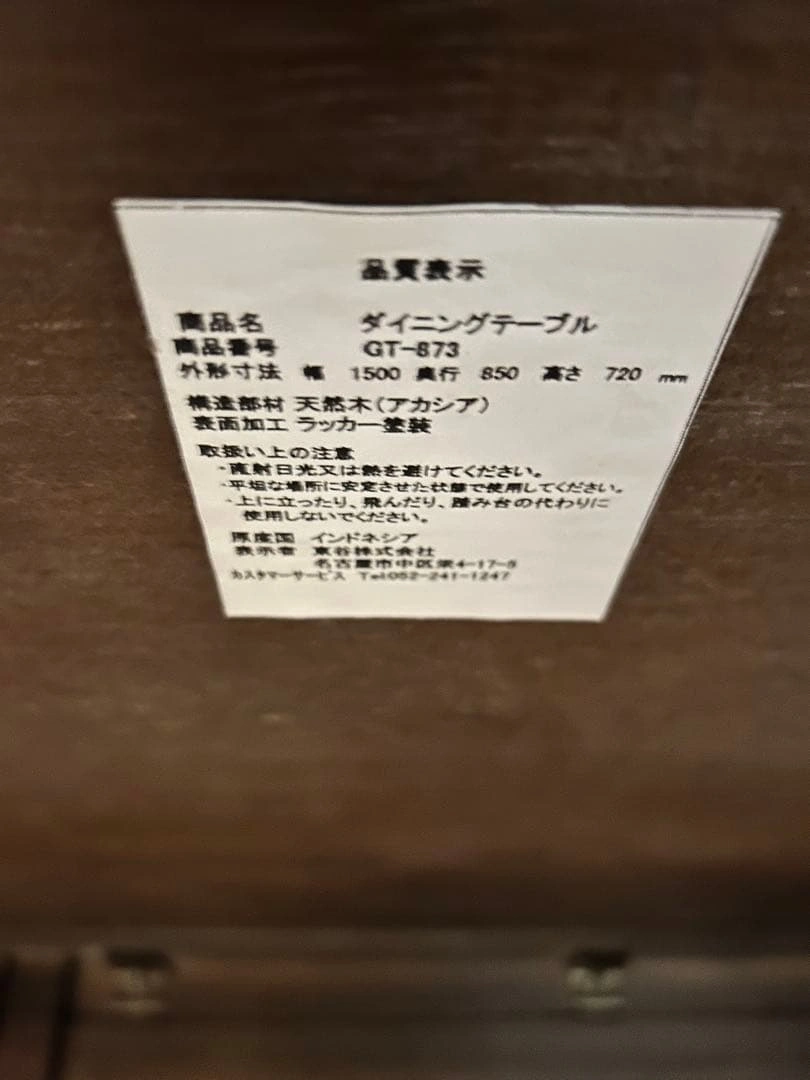 品質表示
商品名 ダイニングテーブル
商品番号 GT-873
外形寸法 幅 1500 奥行 850 高さ 720 mm
構造部材 天然木(アカシア)
表面加工 ラッカー塗装
取扱い上の注意
・直射日光又は熱を避けてください。
・平坦な場所に安定させた状態で使用してください。
・上に立ったり、飛んだり、踏み台の代わりに
使用しないでください。
原産国 インドネシア
表示者 東谷株式会社
名古屋市中区栄4-17-5
カスタマーサービス Tel:052-241-1247